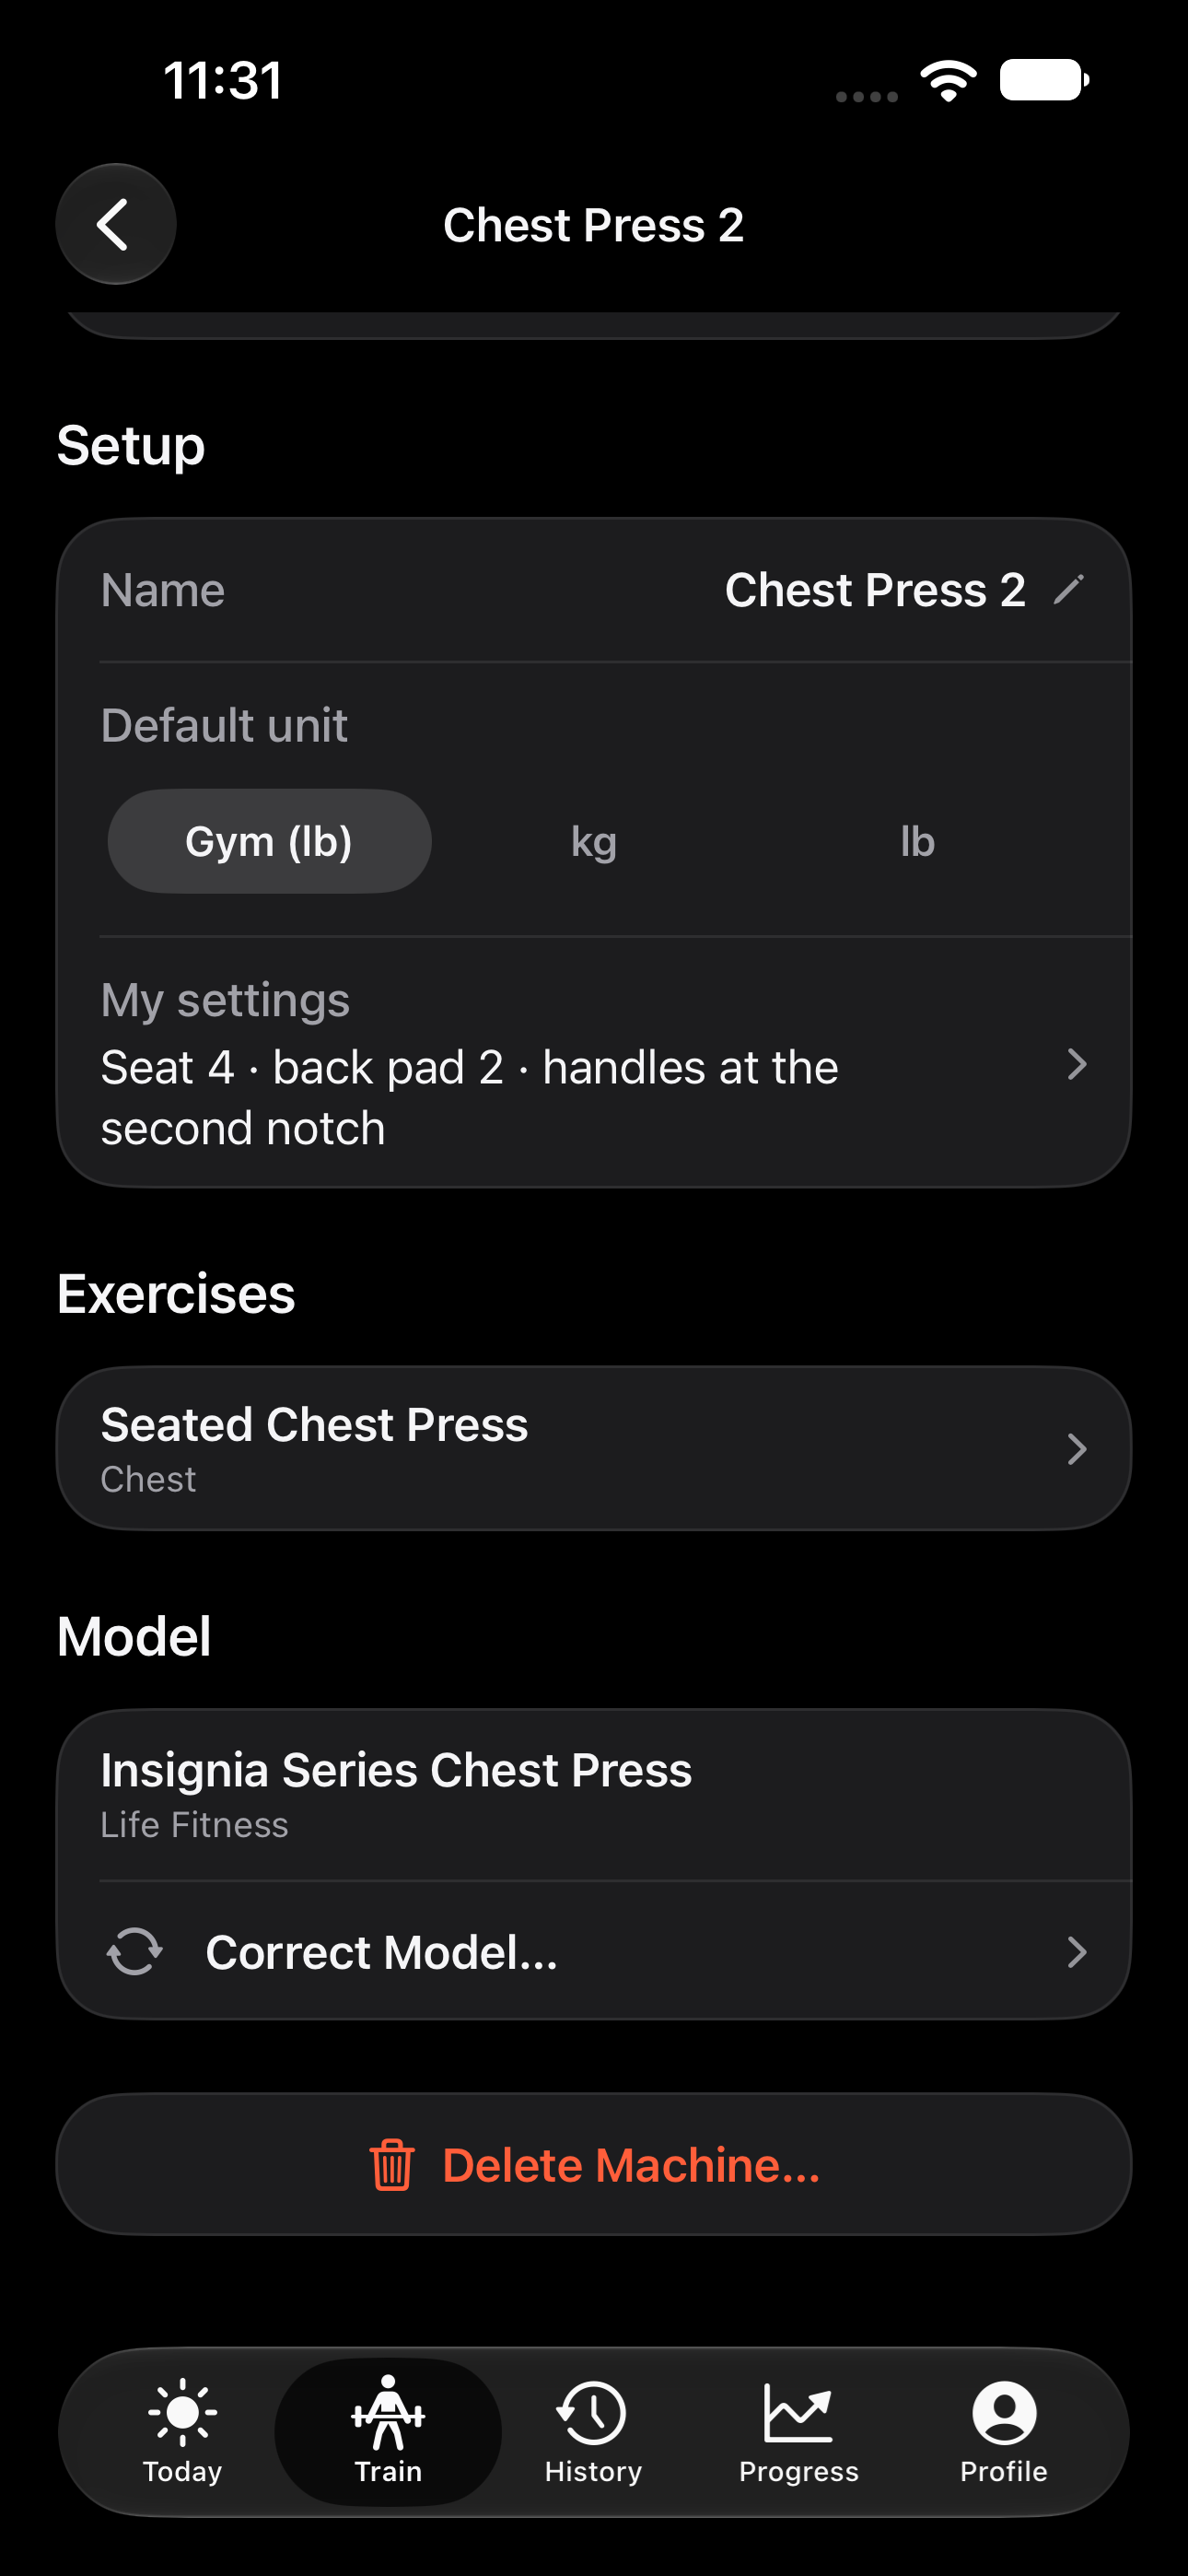 11:31
Chest Press 2
Setup
Name
Chest Press 2
Default unit
Gym (lb)
kg
lb
My settings
Seat 4 · back pad 2 · handles at the
second notch
Exercises
Seated Chest Press
Chest
Model
Insignia Series Chest Press
Life Fitness
Correct Model...
Delete Machine...
Today
Train
History
Progress
Profile